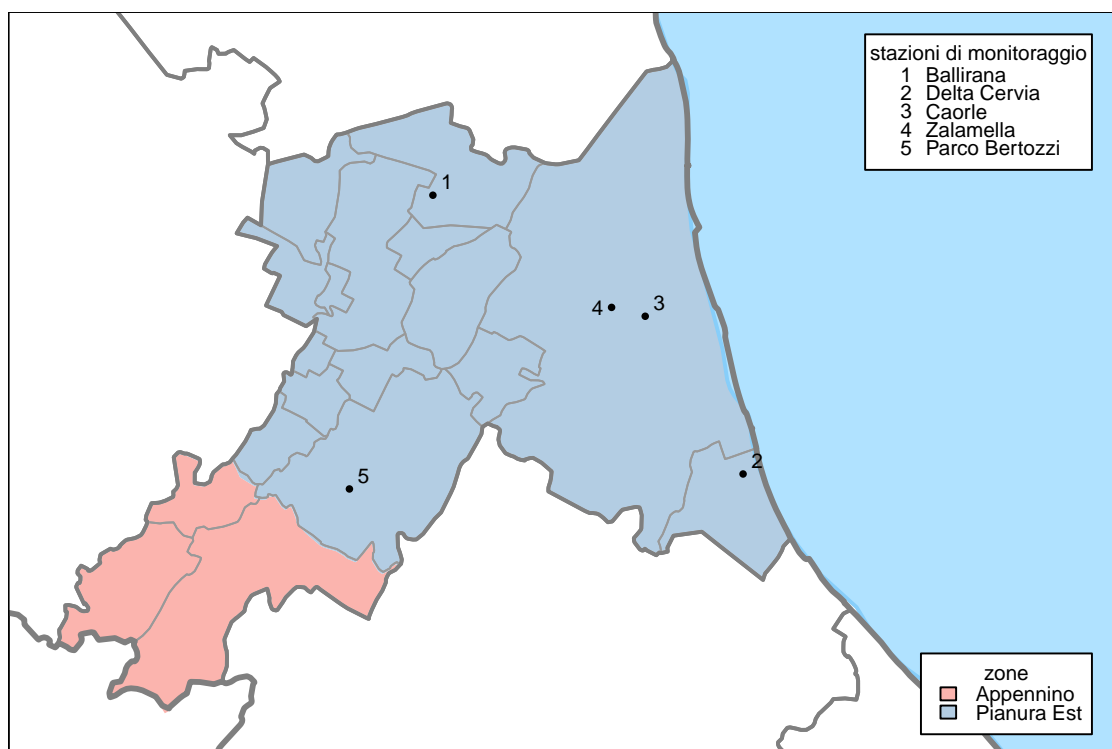 stazioni di monitoraggio
1 Ballirana
2 Delta Cervia
3 Caorle
4 Zalamella
5 Parco Bertozzi
1
4
3
2
5
zone
Appennino
Pianura Est